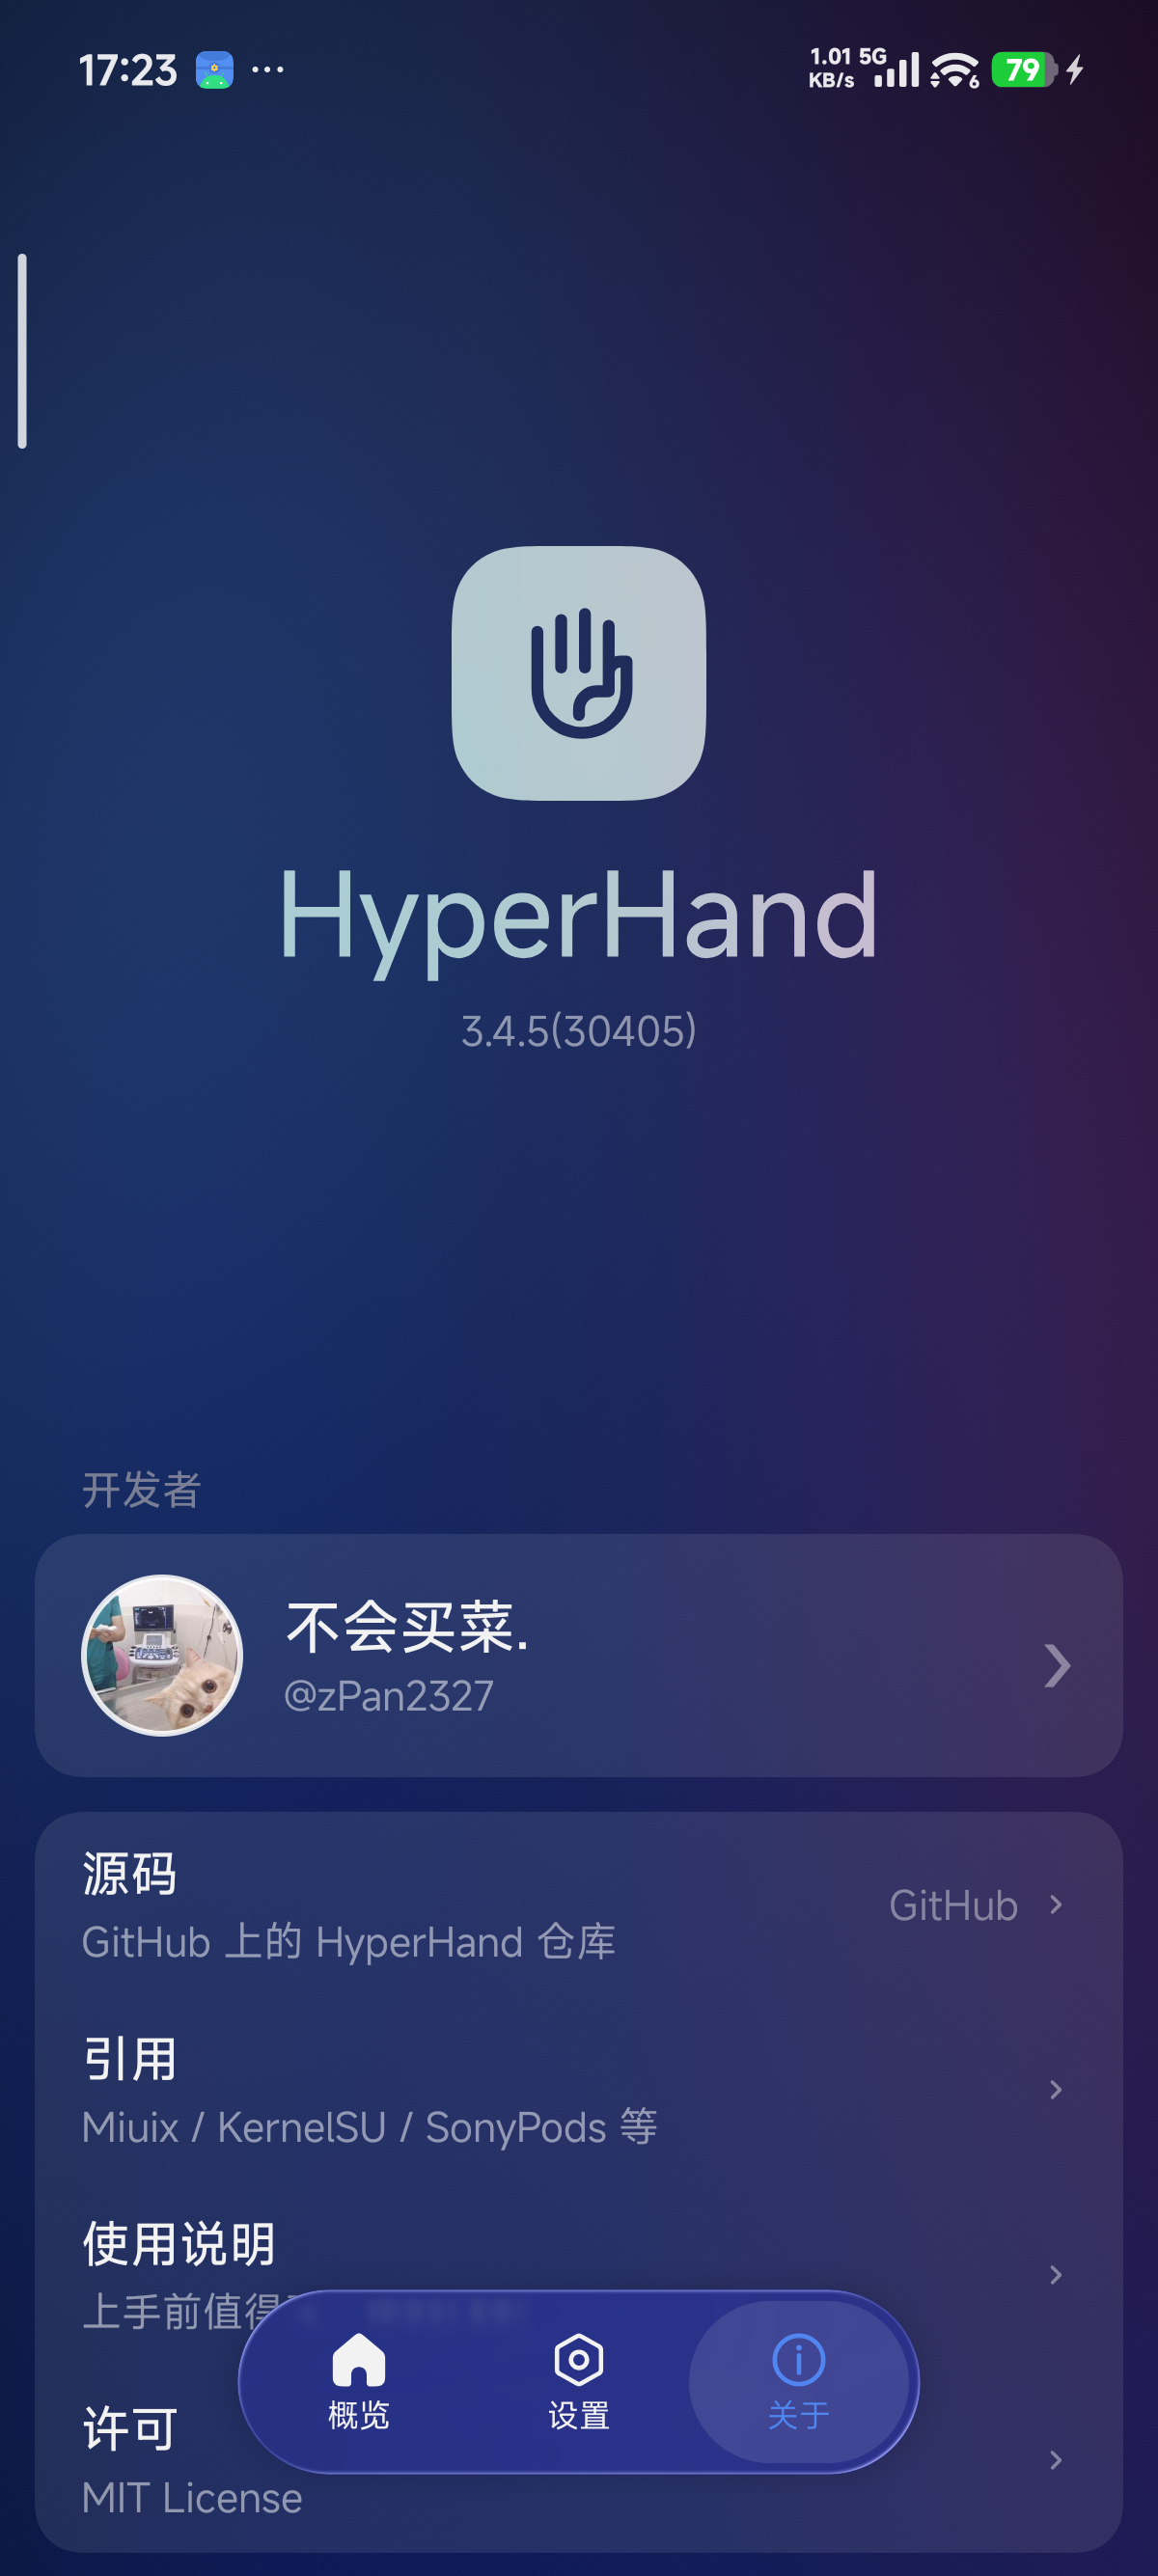 17:23
1.01 5G
KB/s
6
79
HyperHand
3.4.5(30405)
开发者
不会买菜.
@zPan2327
源码
GitHub 上的 HyperHand 仓库
GitHub
引用
Miuix / KernelSU / SonyPods 等
使用说明
上手前值得
许可
MIT License
概览
设置
关于